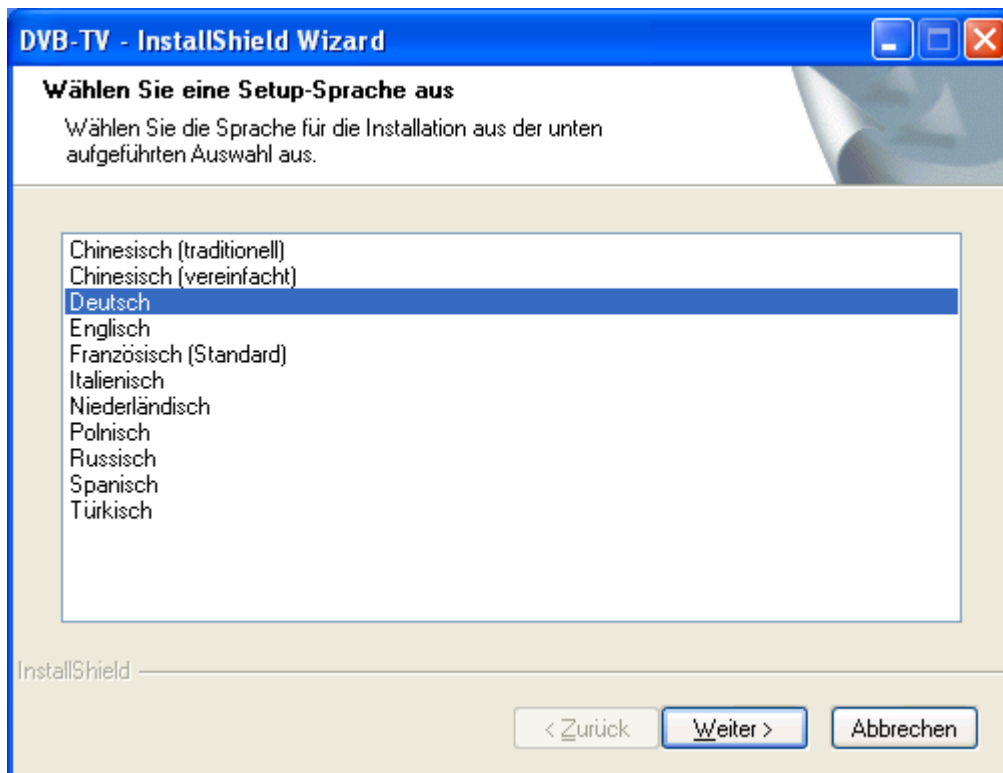 DVB-TV - InstallShield Wizard
Wählen Sie eine Setup-Sprache aus
Wählen Sie die Sprache für die Installation aus der unten
aufgeführten Auswahl aus.
Chinesisch (traditionell)
Chinesisch (vereinfacht)
Deutsch
Englisch
Französisch (Standard)
Italienisch
Niederländisch
Polnisch
Russisch
Spanisch
Türkisch
InstallShield
< Zurück Weiter > Abbrechen